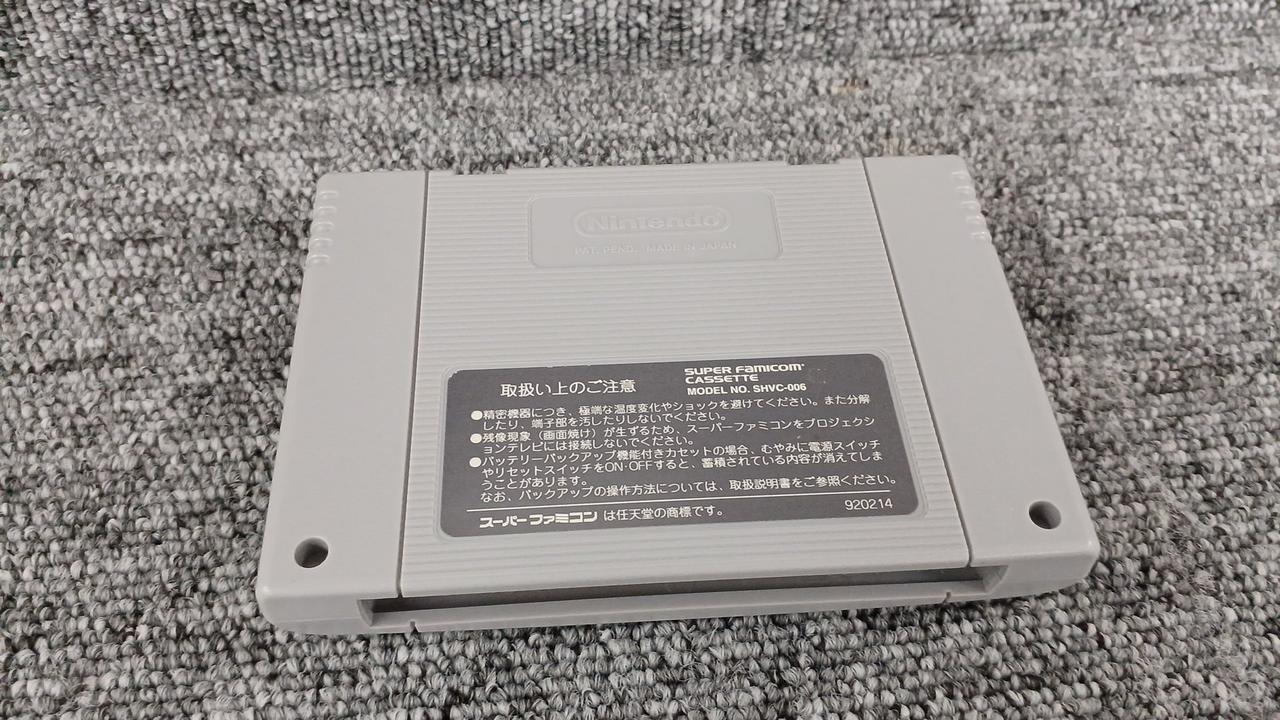 Nintendo
PAT. PEND. MADE IN JAPAN
取扱い上のご注意
SUPER FAMICOM
CASSETTE
MODEL NO. SHVC-006
●精密機器につき、極端な温度変化やショックを避けてください。また分解
したり、端子部を汚したりしないでください。
●残像現象（画面焼け）が生ずるため、スーパーファミコンをプロジェクシ
ョンテレビには接続しないでください。
●バッテリーバックアップ機能付きカセットの場合、むやみに電源スイッチ
やリセットスイッチをON・OFFすると、蓄積されている内容が消えてしま
うことがあります。
なお、バックアップの操作方法については、取扱説明書をご参照ください。
スーパーファミコン は任天堂の商標です。
920214